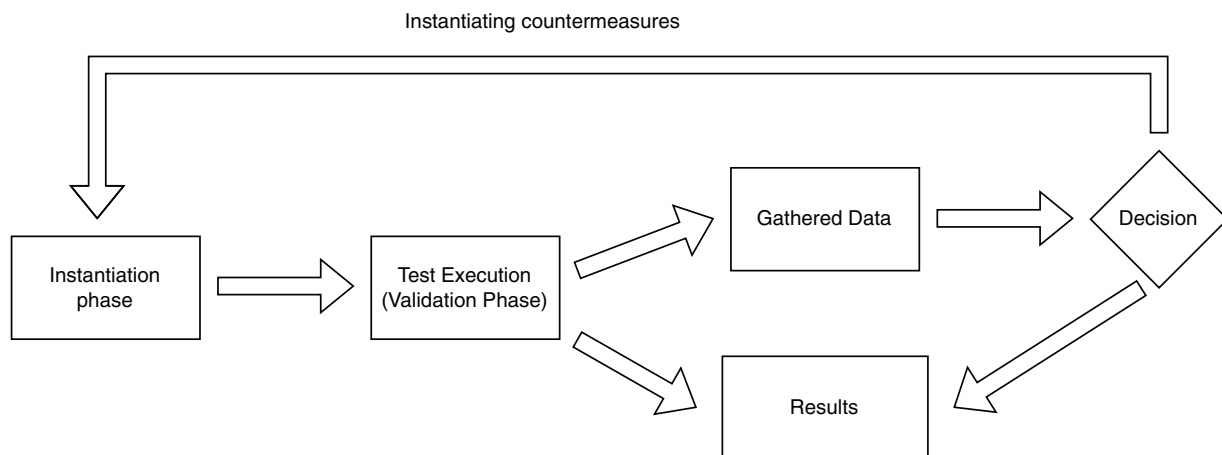 Instantiating countermeasures
Instantiation
phase
Test Execution
(Validation Phase)
Gathered Data
Decision
Results